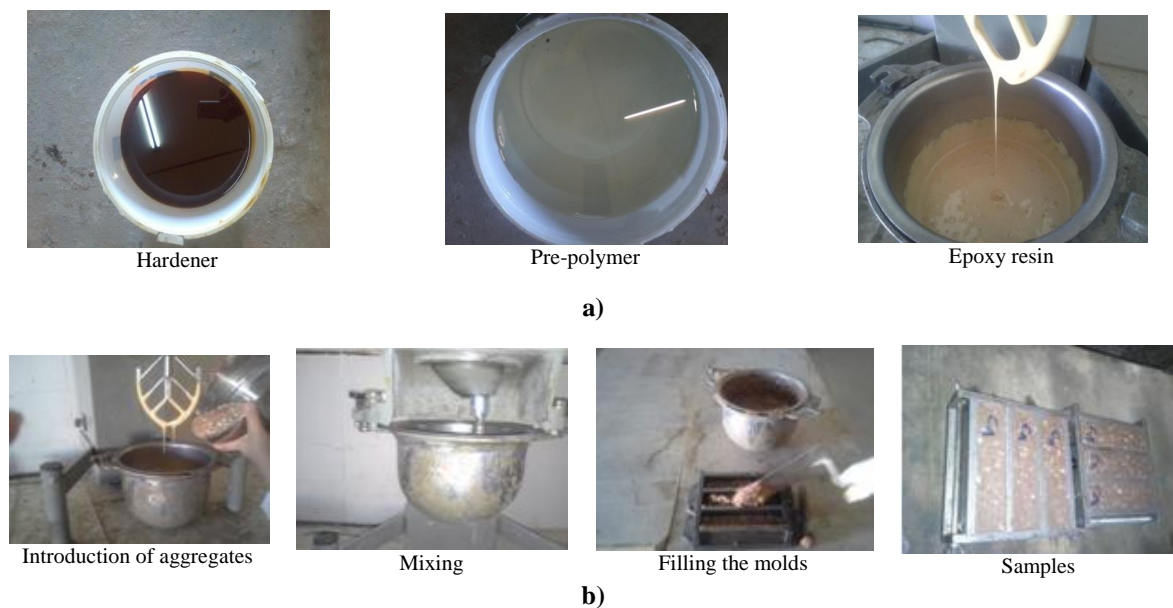 Hardener
Pre-polymer
Epoxy resin
a)
Introduction of aggregates
Mixing
Filling the molds
Samples
b)